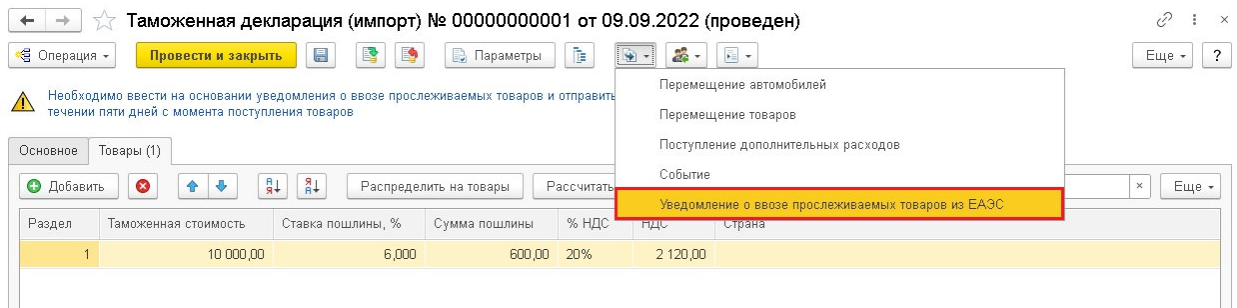 Таможенная декларация (импорт) № 00000000001 от 09.09.2022 (проведен)
Операция Провести и закрыть Параметры Еще ?
Необходимо ввести на основании уведомления о ввозе прослеживаемых товаров и отправить
течении пяти дней с момента поступления товаров
Перемещение автомобилей
Перемещение товаров
Поступление дополнительных расходов
Событие
Уведомление о ввозе прослеживаемых товаров из ЕАЭС
Основное Товары (1)
Добавить Распределить на товары Рассчитать Еще
Раздел Таможенная стоимость Ставка пошлины, % Сумма пошлины % НДС НДС Страна
1 10 000,00 6,000 600,00 20% 2 120,00